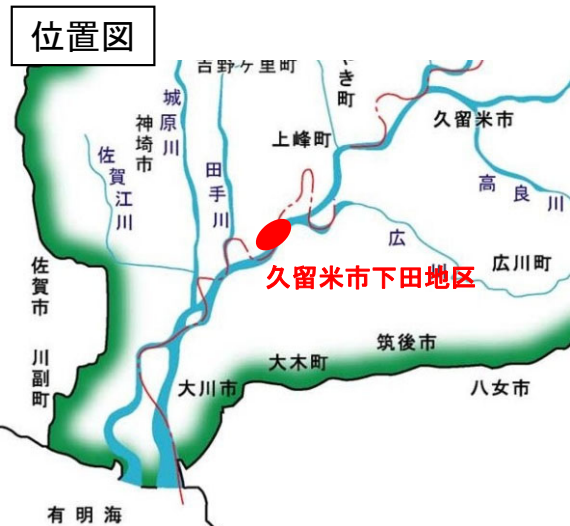 位置図
吉野ヶ里町
き町
城原川
神埼市
上峰町
久留米市
佐賀江川
田手川
高良川
広川
広川町
久留米市下田地区
佐賀市
川副町
筑後市
大木町
大川市
八女市
有明海